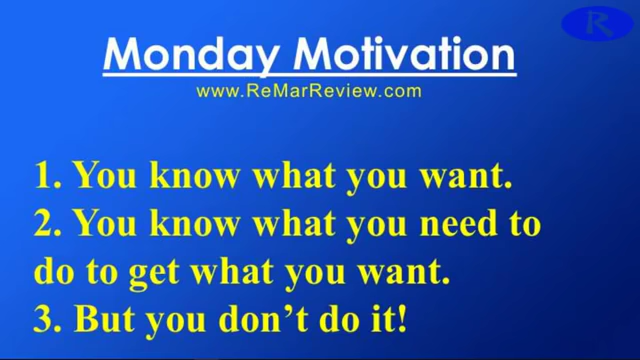 R
Monday Motivation
www.ReMarReview.com
1. You know what you want.
2. You know what you need to
do to get what you want.
3. But you don't do it!